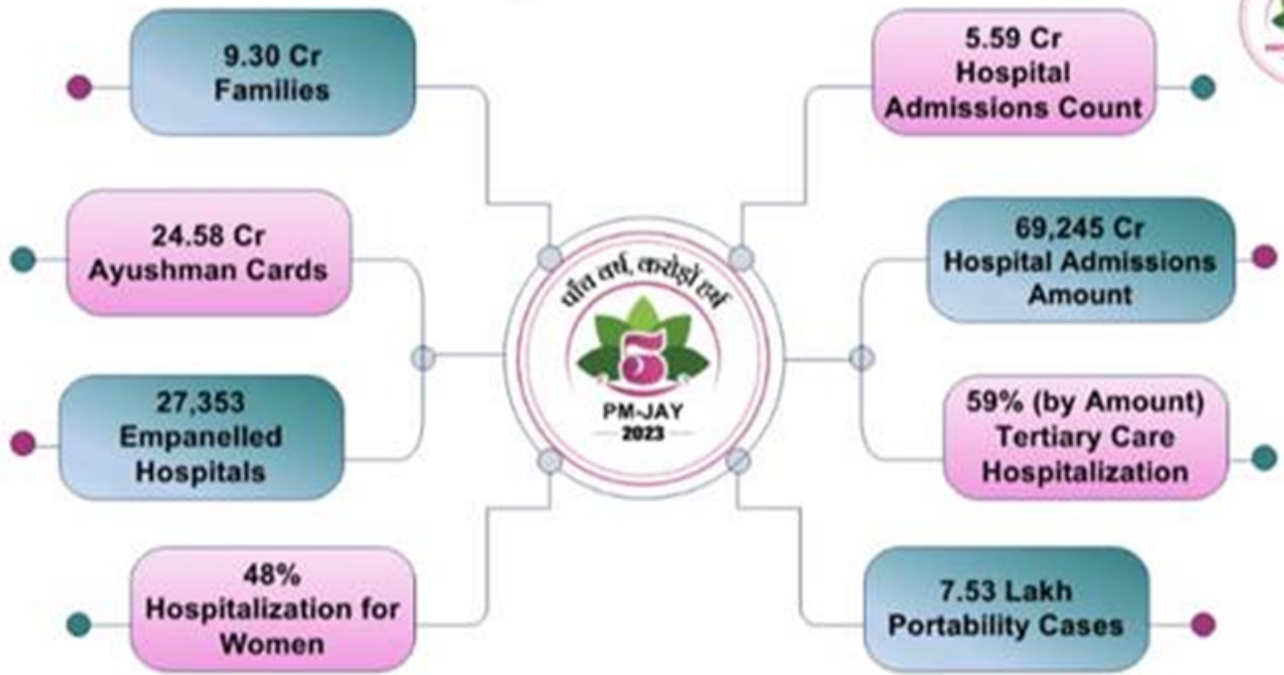 9.30 Cr
Families
24.58 Cr
Ayushman Cards
27,353
Empanelled
Hospitals
48%
Hospitalization for
Women
पाँच वर्ष, करोड़ों हर्ष
5
PM-JAY
2023
5.59 Cr
Hospital
Admissions Count
69,245 Cr
Hospital Admissions
Amount
59% (by Amount)
Tertiary Care
Hospitalization
7.53 Lakh
Portability Cases